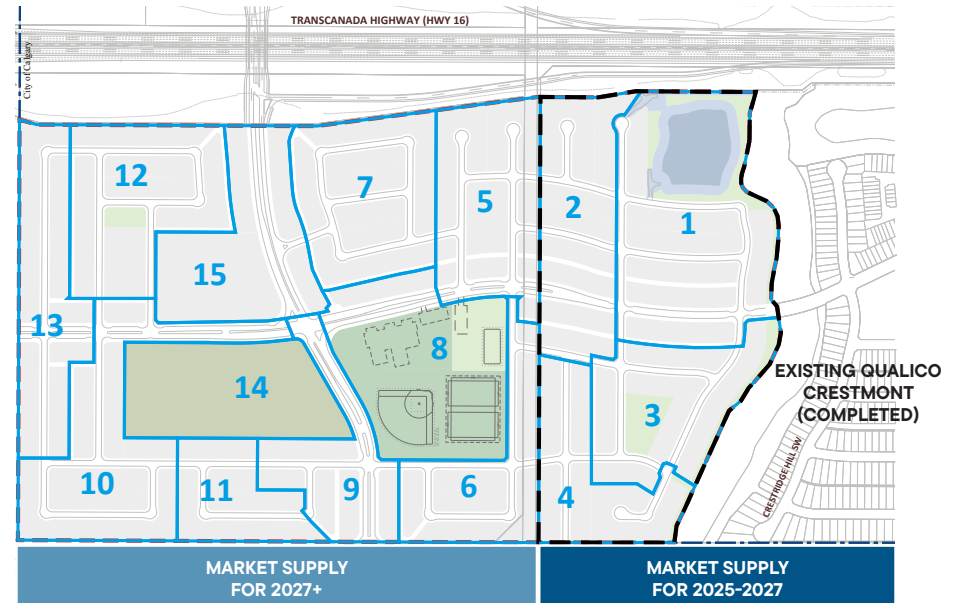 TRANSCANADA HIGHWAY (HWY 16)
City of Calgary
12
7
5
2
1
15
13
8
14
3
10
11
9
6
4
EXISTING QUALICO
CRESTMONT
(COMPLETED)
CRESTRIDGE HILL SW
MARKET SUPPLY
FOR 2027+
MARKET SUPPLY
FOR 2025-2027